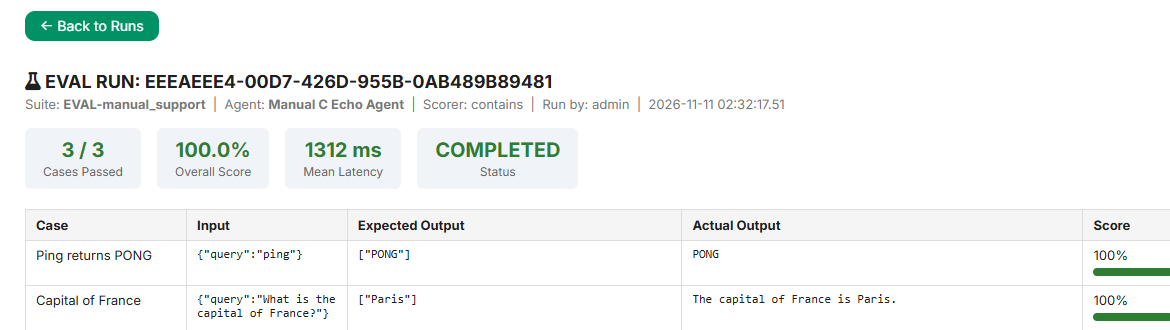 ← Back to Runs
EVAL RUN: EEEAEEE4-00D7-426D-955B-0AB489B89481
Suite: EVAL-manual_support | Agent: Manual C Echo Agent | Scorer: contains | Run by: admin | 2026-11-11 02:32:17.51
3 / 3
Cases Passed
100.0%
Overall Score
1312 ms
Mean Latency
COMPLETED
Status
Case Input Expected Output Actual Output Score
Ping returns PONG {"query":"ping"} ["PONG"] PONG 100%
Capital of France {"query":"What is the ["Paris"] The capital of France is Paris. 100%
capital of France?"}